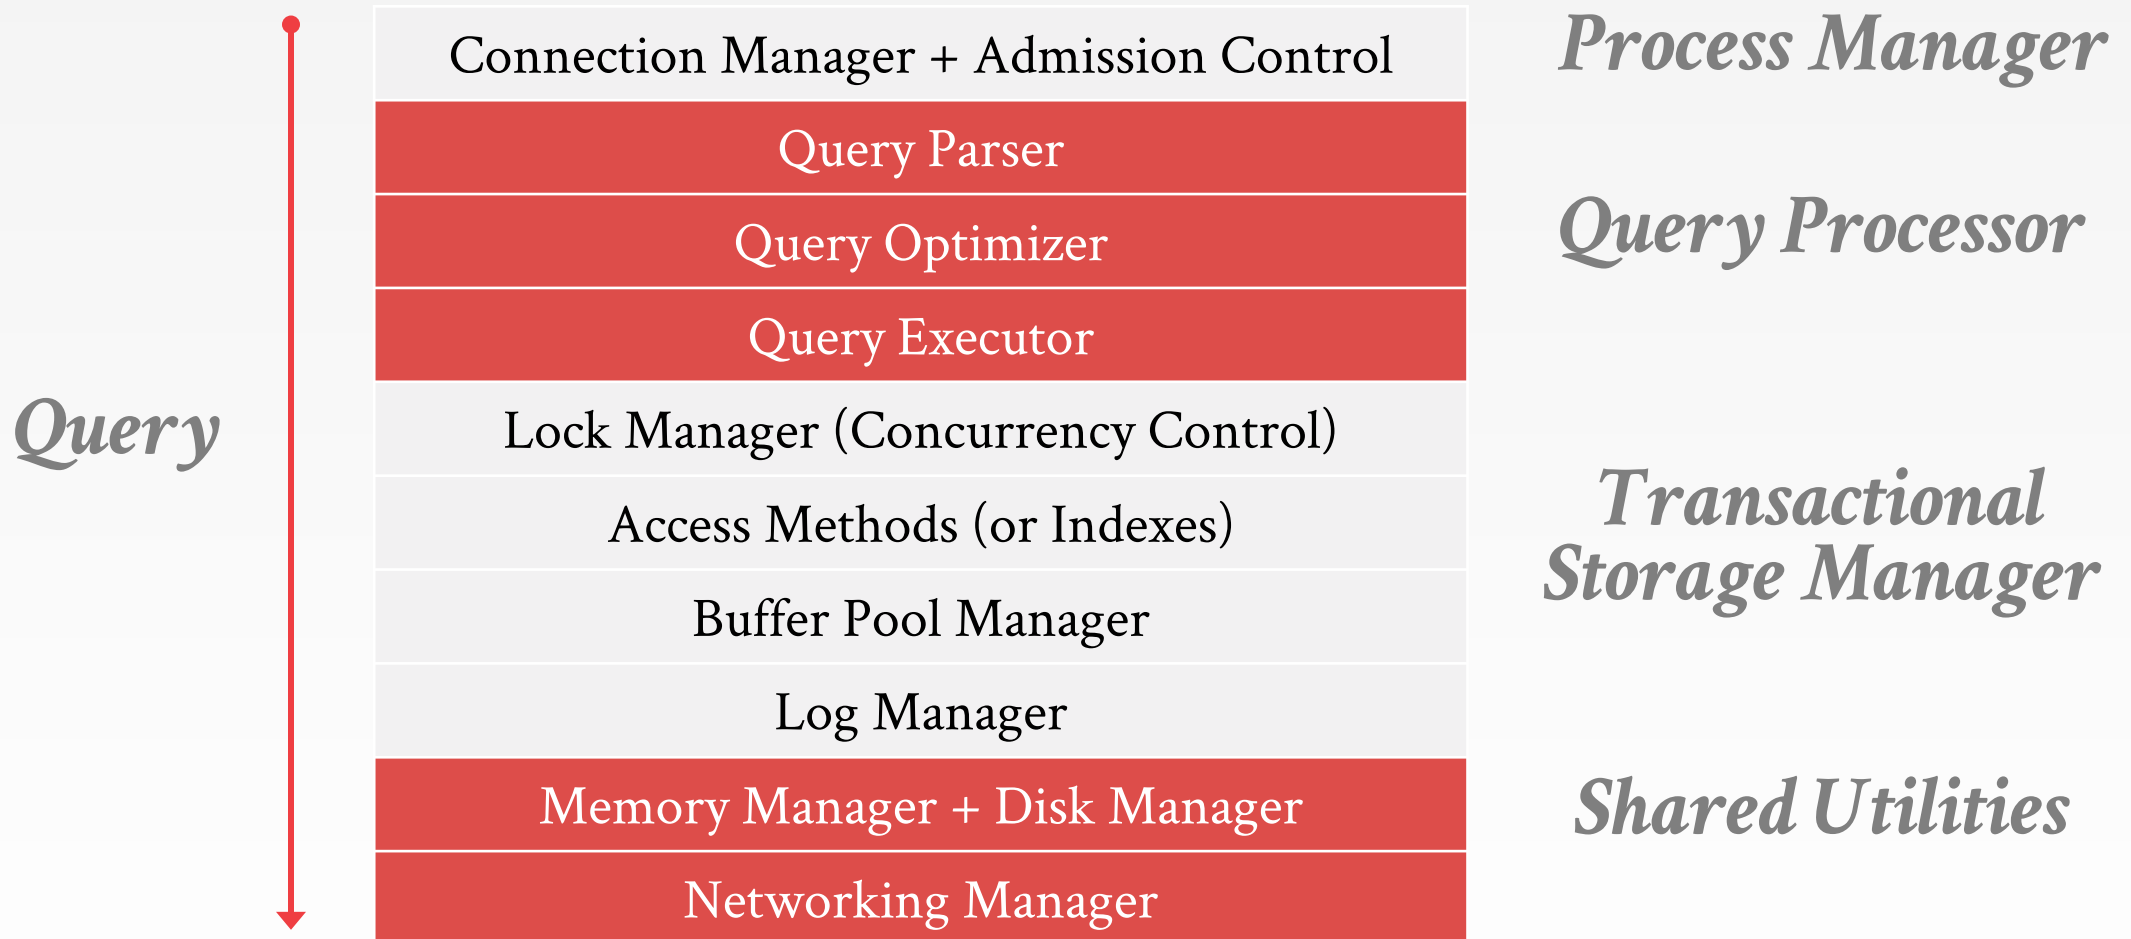 Connection Manager + Admission Control
Process Manager
Query Parser
Query Optimizer
Query Processor
Query Executor
Query
Lock Manager (Concurrency Control)
Access Methods (or Indexes)
Transactional
Storage Manager
Buffer Pool Manager
Log Manager
Memory Manager + Disk Manager
Shared Utilities
Networking Manager